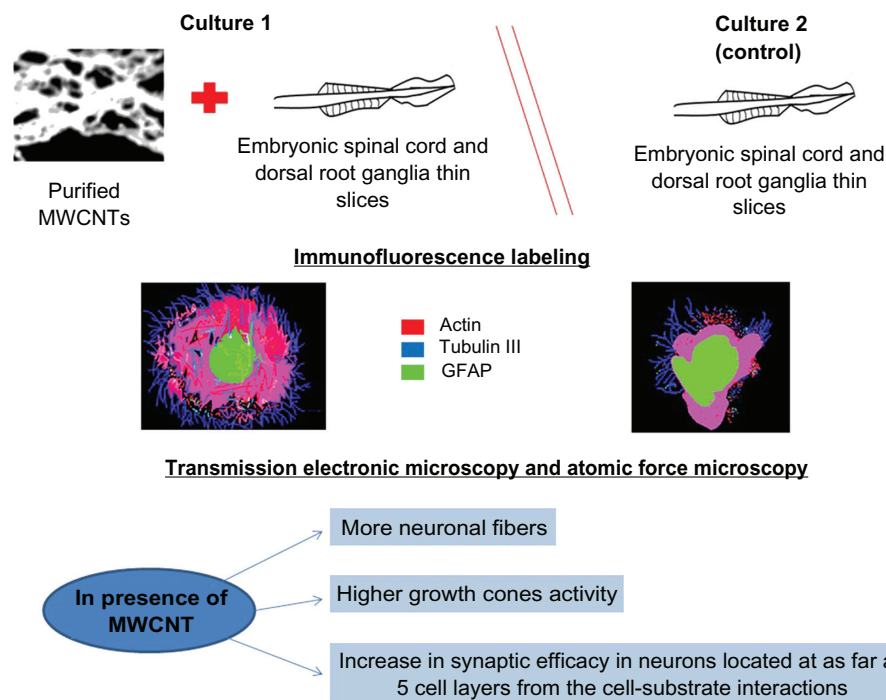 Culture 1
Culture 2
(control)
Purified
MWCNTs
Embryonic spinal cord and
dorsal root ganglia thin
slices
Embryonic spinal cord and
dorsal root ganglia thin
slices
Immunofluorescence labeling
Actin
Tubulin III
GFAP
Transmission electronic microscopy and atomic force microscopy
In presence of
MWCNT
More neuronal fibers
Higher growth cones activity
Increase in synaptic efficacy in neurons located at as far a
5 cell layers from the cell-substrate interactions